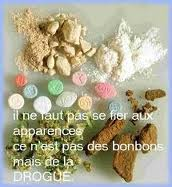 il ne faut pas se fier aux
apparences
ce n'est pas des bonbons
mais de la
DROGUE.